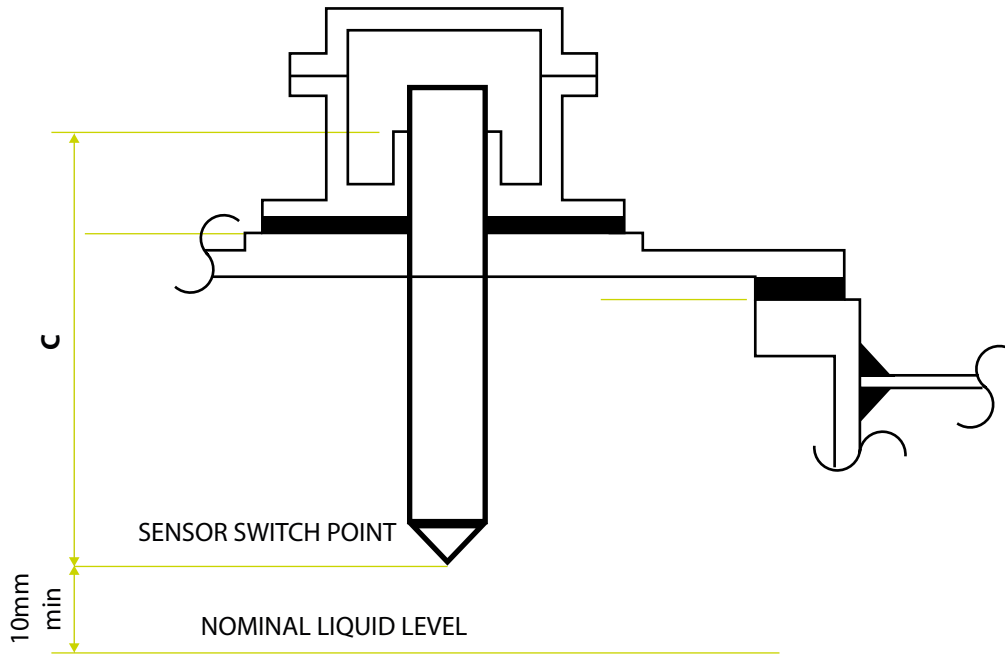 C
SENSOR SWITCH POINT
10mm
min
NOMINAL LIQUID LEVEL